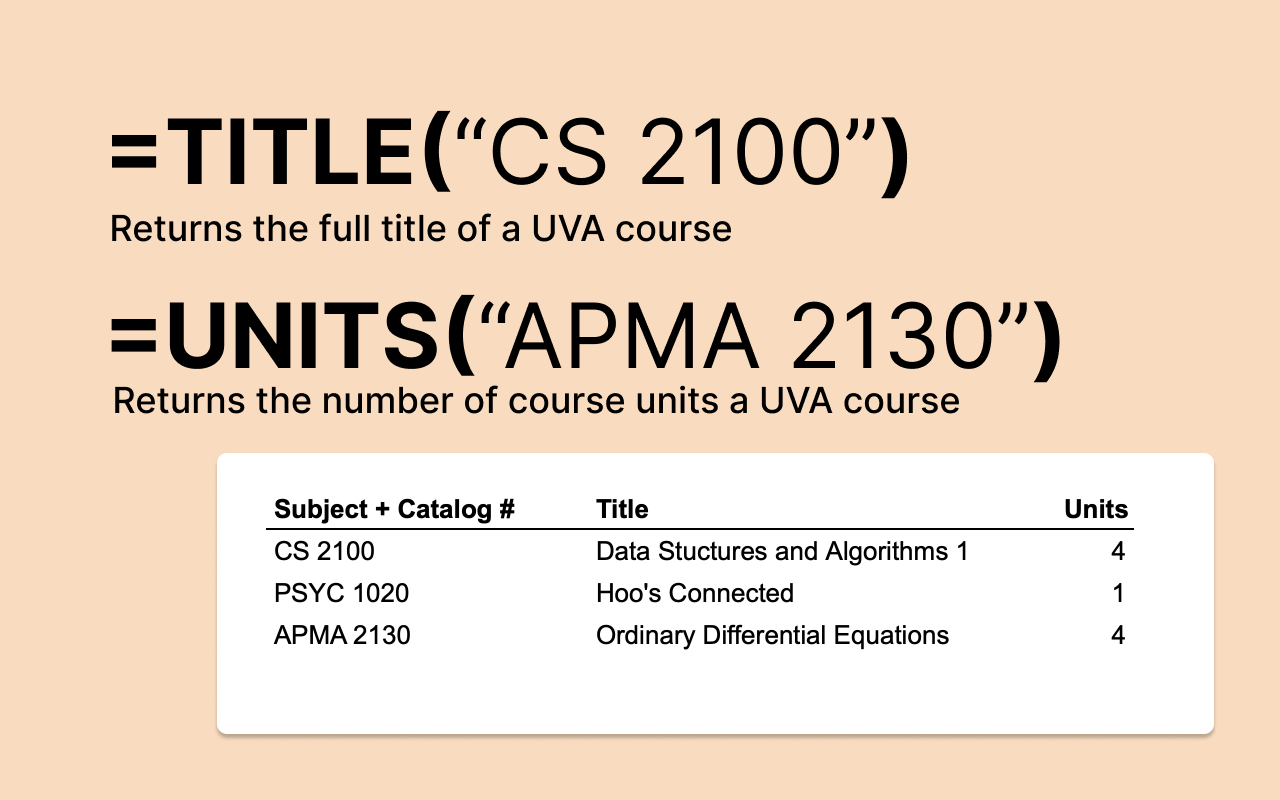 =TITLE(“CS 2100”)
Returns the full title of a UVA course
=UNITS(“APMA 2130”)
Returns the number of course units a UVA course
Subject + Catalog # Title Units
CS 2100 Data Stuctures and Algorithms 1 4
PSYC 1020 Hoo's Connected 1
APMA 2130 Ordinary Differential Equations 4